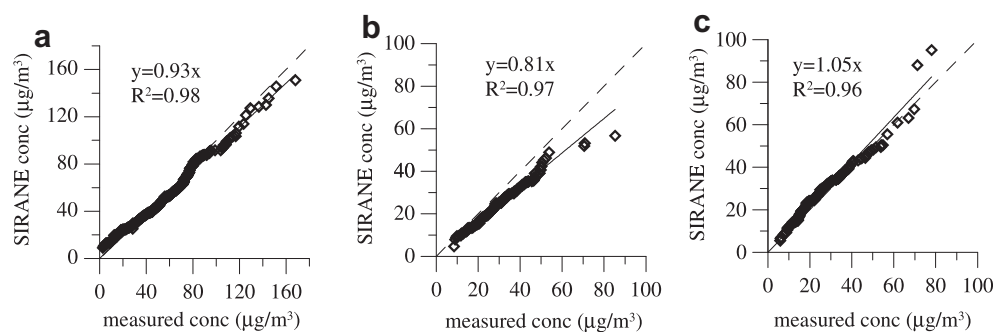 a
SIRANE conc (μg/m³)
160
120
80
40
0
y=0.93x
R²=0.98
0 40 80 120 160
measured conc (μg/m³)
b
SIRANE conc (μg/m³)
100
80
60
40
20
0
y=0.81x
R²=0.97
0 20 40 60 80 100
measured conc (μg/m³)
c
SIRANE conc (μg/m³)
100
80
60
40
20
0
y=1.05x
R²=0.96
0 20 40 60 80 100
measured conc (μg/m³)